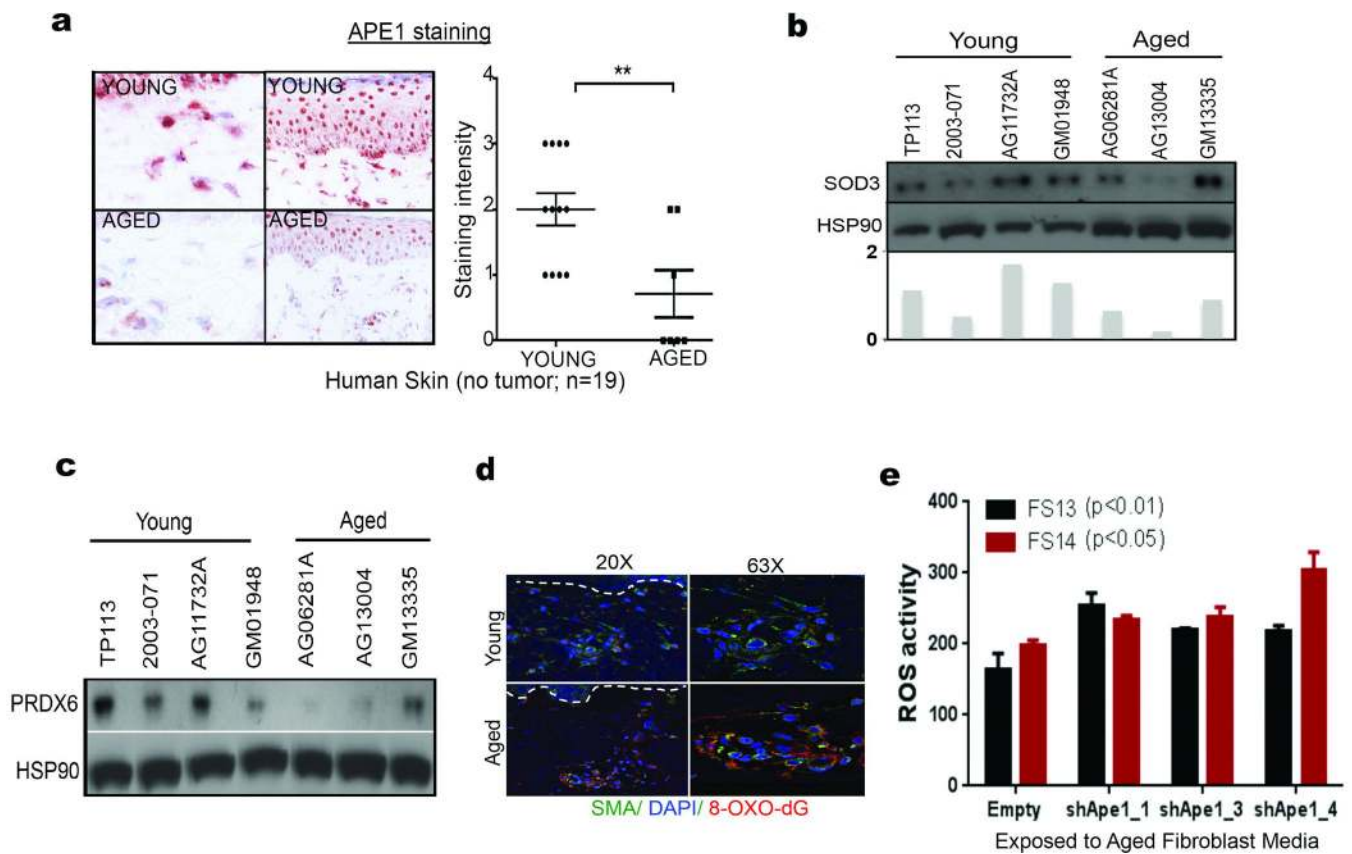 a
APE1 staining
YOUNG
YOUNG
AGED
AGED
Staining intensity
4
3
2
1
0
**
YOUNG
AGED
Human Skin (no tumor; n=19)
b
Young
Aged
TP113
2003-071
AG11732A
GM01948
AG06281A
AG13004
GM13335
SOD3
HSP90
2
0
c
Young
Aged
TP113
2003-071
AG11732A
GM01948
AG06281A
AG13004
GM13335
PRDX6
HSP90
d
20X
63X
Young
Aged
SMA/ DAPI/ 8-OXO-dG
e
ROS activity
400
300
200
100
0
FS13 (p<0.01)
FS14 (p<0.05)
Empty
shApe1_1
shApe1_3
shApe1_4
Exposed to Aged Fibroblast Media